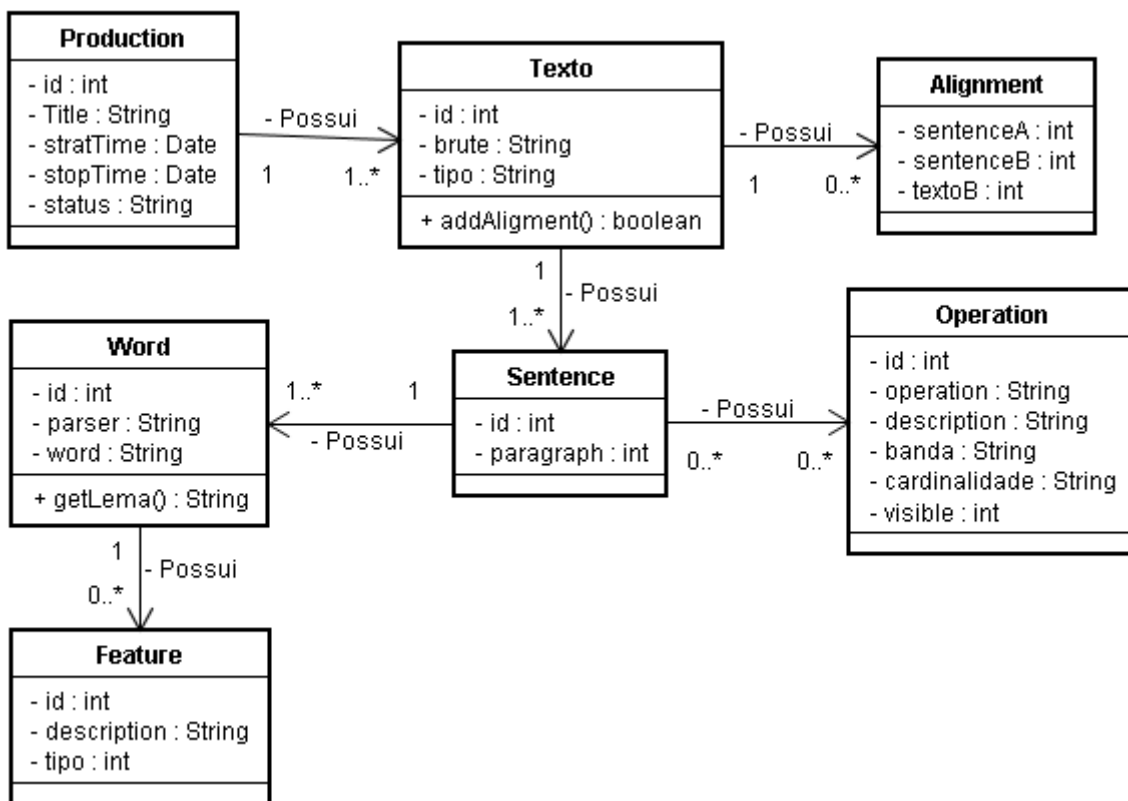 Production
- id : int
- Title : String
- stratTime : Date
- stopTime : Date
- status : String
- Possui
1
1..*
Texto
- id : int
- brute : String
- tipo : String
+ addAligment() : boolean
- Possui
1
0..*
Alignment
- sentenceA : int
- sentenceB : int
- textoB : int
1
- Possui
1..*
Word
- id : int
- parser : String
- word : String
+ getLema() : String
1..*
1
- Possui
Sentence
- id : int
- paragraph : int
- Possui
0..*
0..*
Operation
- id : int
- operation : String
- description : String
- banda : String
- cardinalidade : String
- visible : int
1
- Possui
0..*
Feature
- id : int
- description : String
- tipo : int